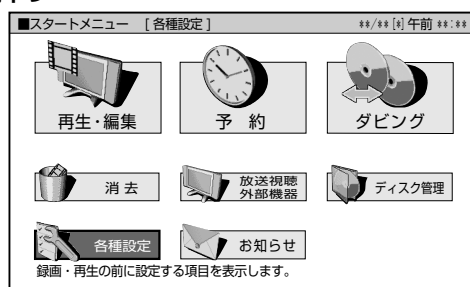 ■スタートメニュー [各種設定] **/**[*]午前**:**
再生・編集 予 約 ダビング
消 去 放送視聴 外部機器 ディスク管理
各種設定 お知らせ
録画・再生の前に設定する項目を表示します。